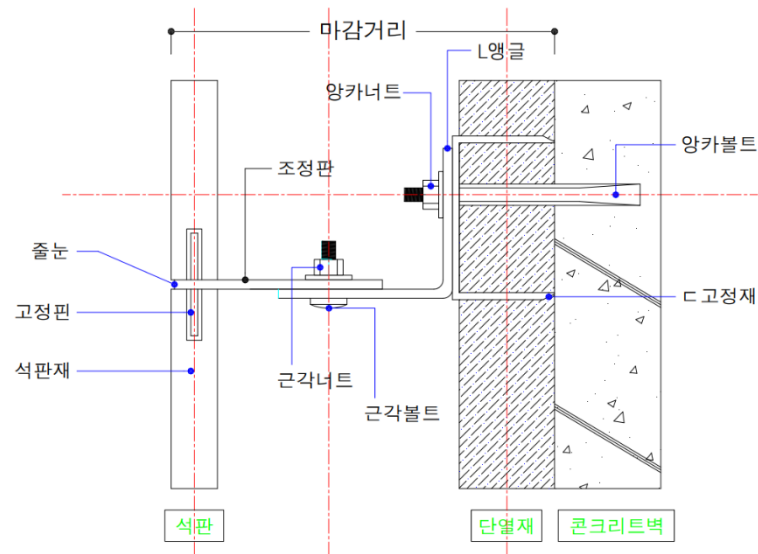 마감거리
L앵글
앙카너트
앙카볼트
조정판
줄눈
고정핀
ㄷ고정재
석판재
근각너트
근각볼트
석판
단열재
콘크리트벽